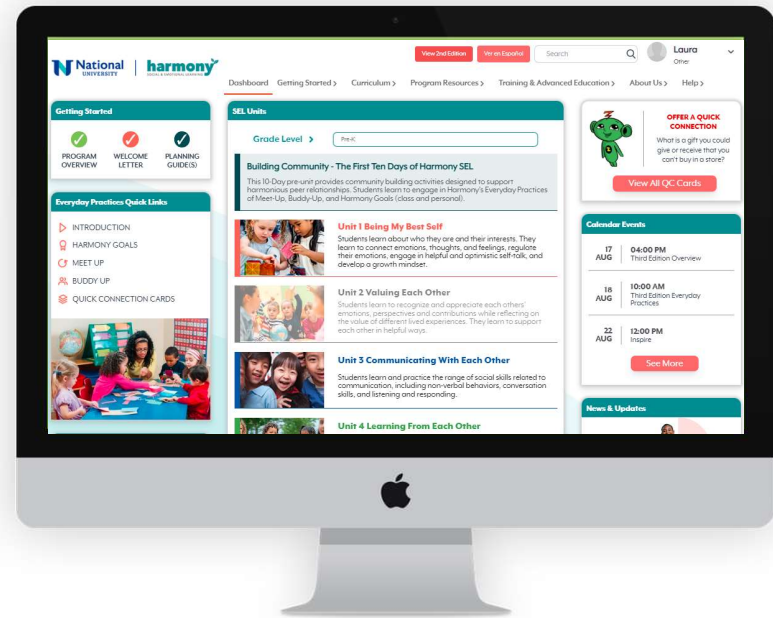 View 2nd Edition
Ver en Español
Search
Laura
Other
National
UNIVERSITY
harmony
SOCIAL & EMOTIONAL LEARNING
Dashboard Getting Started > Curriculum > Program Resources > Training & Advanced Education > About Us > Help >
Getting Started
PROGRAM OVERVIEW
WELCOME LETTER
PLANNING GUIDE(S)
Everyday Practices Quick Links
INTRODUCTION
HARMONY GOALS
MEET UP
BUDDY UP
QUICK CONNECTION CARDS
SEL Units
Grade Level >
Pre-K
Building Community - The First Ten Days of Harmony SEL
This 10-Day pre-unit provides community building activities designed to support
harmonious peer relationships. Students learn to engage in Harmony's Everyday Practices
of Meet-Up, Buddy-Up, and Harmony Goals (class and personal).
Unit 1 Being My Best Self
Students learn about who they are and their interests. They
learn to connect emotions, thoughts, and feelings, regulate
their emotions, engage in helpful and optimistic self-talk, and
develop a growth mindset.
Unit 2 Valuing Each Other
Students learn to recognize and appreciate each others'
emotions, perspectives and contributions while reflecting on
the value of different lived experiences. They learn to support
each other in helpful ways.
Unit 3 Communicating With Each Other
Students learn and practice the range of social skills related to
communication, including non-verbal behaviors, conversation
skills, and listening and responding.
Unit 4 Learning From Each Other
OFFER A QUICK
CONNECTION
What is a gift you could
give or receive that you
can't buy in a store?
View All QC Cards
Calendar Events
17
AUG
04:00 PM
Third Edition Overview
18
AUG
10:00 AM
Third Edition Everyday
Practices
22
AUG
12:00 PM
Inspire
See More
News & Updates